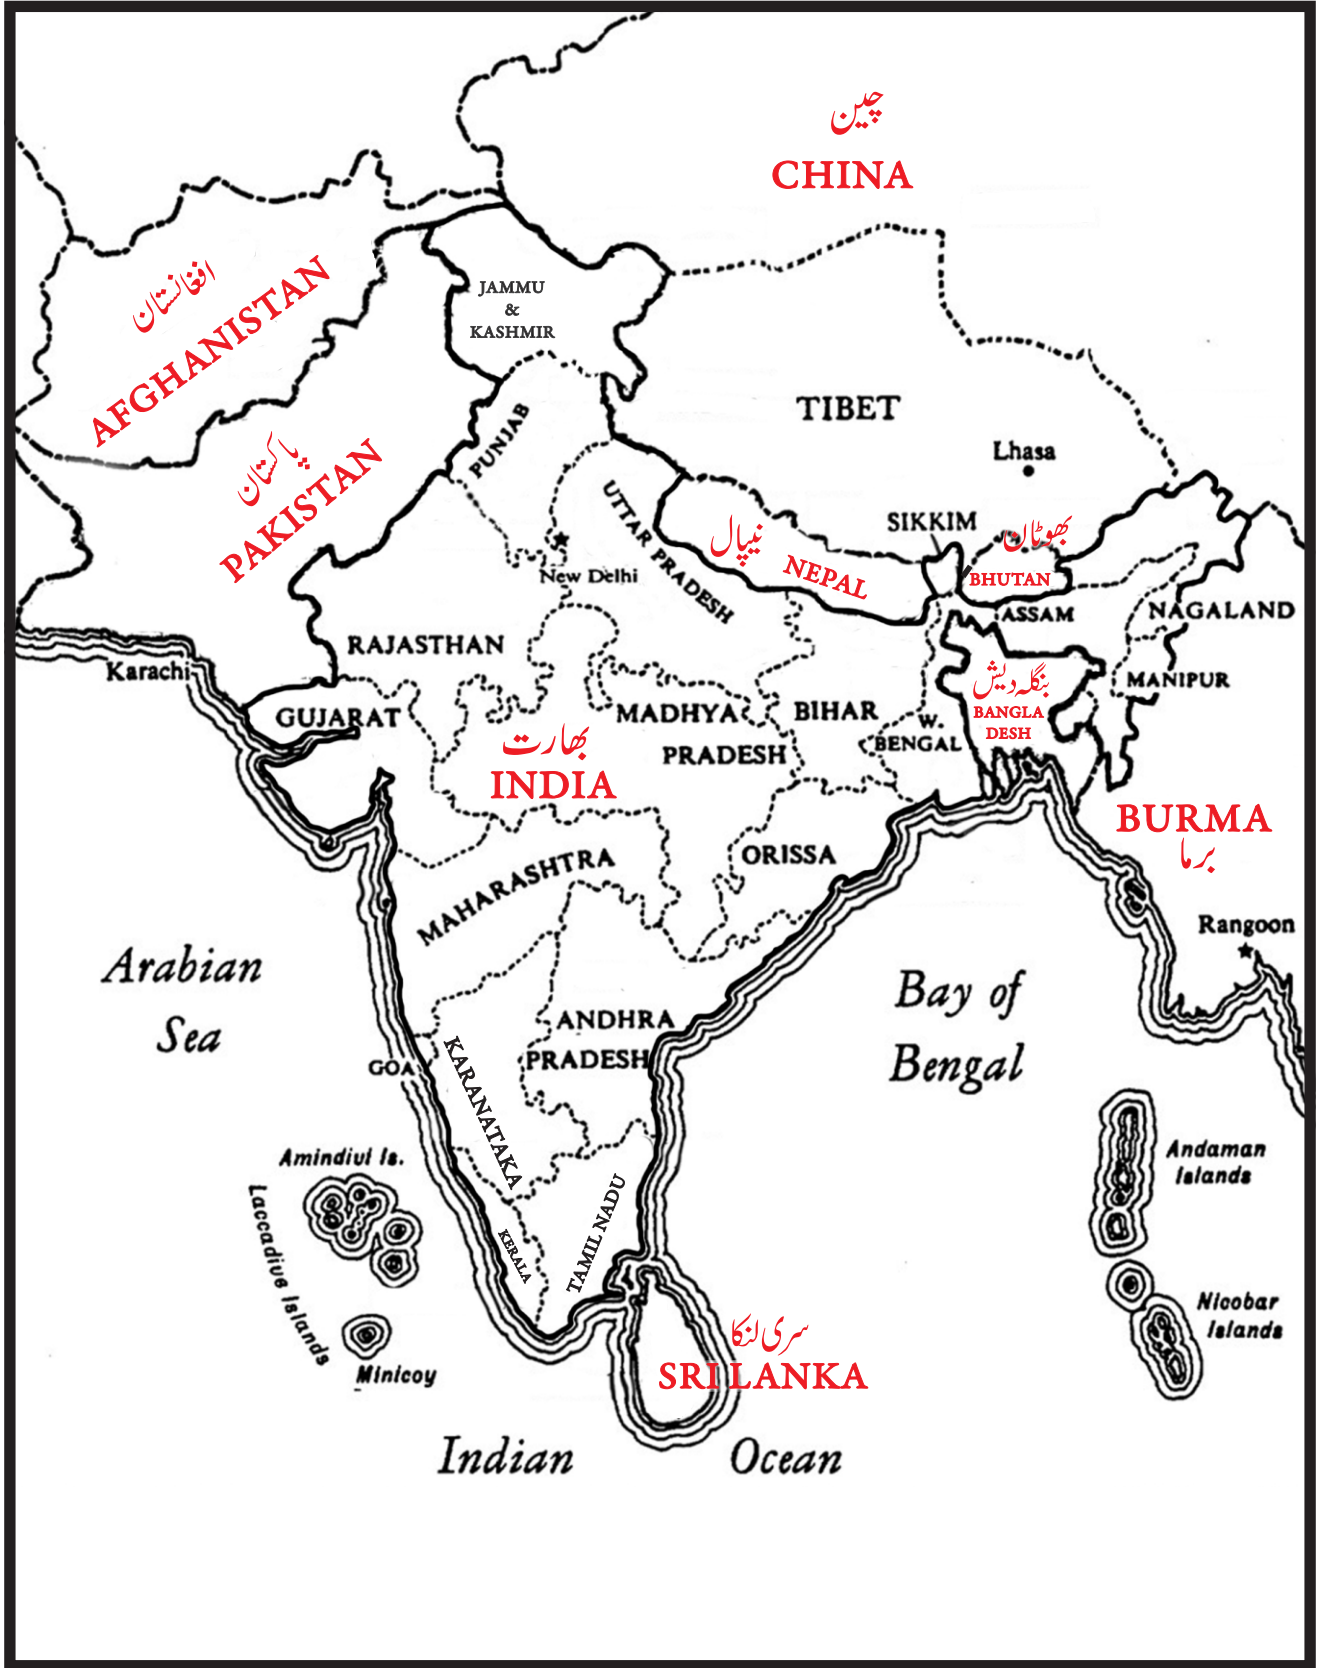 چین
CHINA
افغانستان
AFGHANISTAN
JAMMU
&
KASHMIR
TIBET
Lhasa
پاکستان
PAKISTAN
PUNJAB
UTTAR PRADESH
نیپال
NEPAL
SIKKIM
بھوٹان
BHUTAN
New Delhi
ASSAM
NAGALAND
RAJASTHAN
Karachi
بنگلہ دیش
BANGLA
DESH
MANIPUR
GUJARAT
MADHYA
PRADESH
BIHAR
W.
BENGAL
بھارت
INDIA
BURMA
برما
ORISSA
MAHARASHTRA
Rangoon
Arabian
Sea
Bay of
Bengal
ANDHRA
PRADESH
GOA
KARANATAKA
Amindivi Is.
Laccadive Islands
Minicoy
KERALA
TAMIL NADU
Andaman
Islands
Nicobar
Islands
سری لنکا
SRI LANKA
Indian Ocean